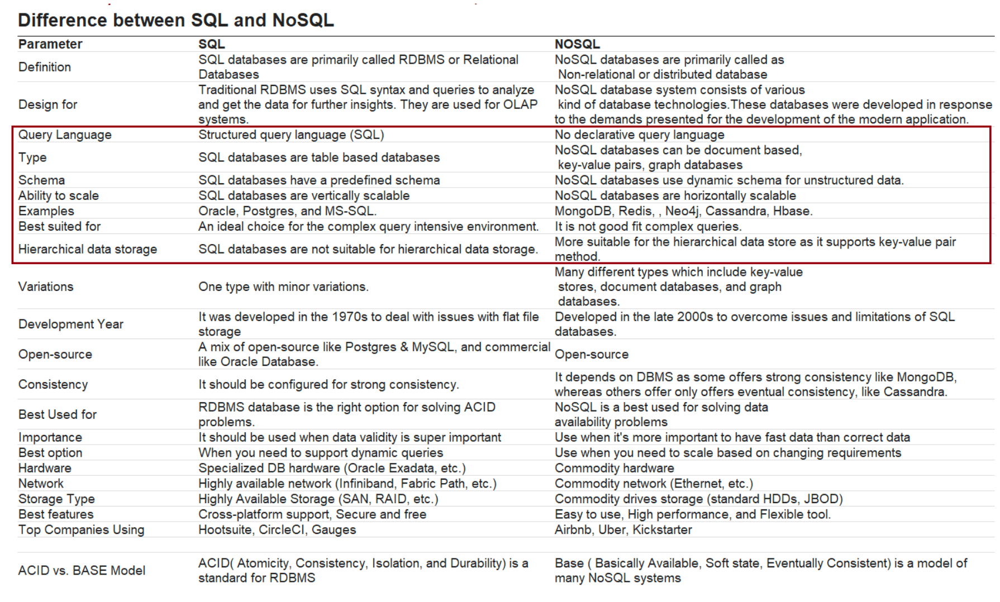 Difference between SQL and NoSQL
Parameter SQL NOSQL
Definition
SQL databases are primarily called RDBMS or Relational
Databases
NoSQL databases are primarily called as
Non-relational or distributed database
Design for
Traditional RDBMS uses SQL syntax and queries to analyze
and get the data for further insights. They are used for OLAP
systems.
NoSQL database system consists of various
kind of database technologies.These databases were developed in response
to the demands presented for the development of the modern application.
Query Language Structured query language (SQL) No declarative query language
Type
SQL databases are table based databases
NoSQL databases can be document based,
key-value pairs, graph databases
Schema SQL databases have a predefined schema NoSQL databases use dynamic schema for unstructured data.
Ability to scale SQL databases are vertically scalable NoSQL databases are horizontally scalable
Examples Oracle, Postgres, and MS-SQL. MongoDB, Redis, , Neo4j, Cassandra, Hbase.
Best suited for An ideal choice for the complex query intensive environment. It is not good fit complex queries.
Hierarchical data storage
SQL databases are not suitable for hierarchical data storage.
More suitable for the hierarchical data store as it supports key-value pair
method.
Variations
One type with minor variations.
Many different types which include key-value
stores, document databases, and graph
databases.
Development Year
It was developed in the 1970s to deal with issues with flat file
storage
Developed in the late 2000s to overcome issues and limitations of SQL
databases.
Open-source
A mix of open-source like Postgres & MySQL, and commercial
like Oracle Database.
Open-source
Consistency
It should be configured for strong consistency.
It depends on DBMS as some offers strong consistency like MongoDB,
whereas others offer only offers eventual consistency, like Cassandra.
Best Used for
RDBMS database is the right option for solving ACID
problems.
NoSQL is a best used for solving data
availability problems
Importance It should be used when data validity is super important Use when it's more important to have fast data than correct data
Best option When you need to support dynamic queries Use when you need to scale based on changing requirements
Hardware Specialized DB hardware (Oracle Exadata, etc.) Commodity hardware
Network Highly available network (Infiniband, Fabric Path, etc.) Commodity network (Ethernet, etc.)
Storage Type Highly Available Storage (SAN, RAID, etc.) Commodity drives storage (standard HDDs, JBOD)
Best features Cross-platform support, Secure and free Easy to use, High performance, and Flexible tool.
Top Companies Using Hootsuite, CircleCI, Gauges Airbnb, Uber, Kickstarter
ACID vs. BASE Model
ACID( Atomicity, Consistency, Isolation, and Durability) is a
standard for RDBMS
Base ( Basically Available, Soft state, Eventually Consistent) is a model of
many NoSQL systems